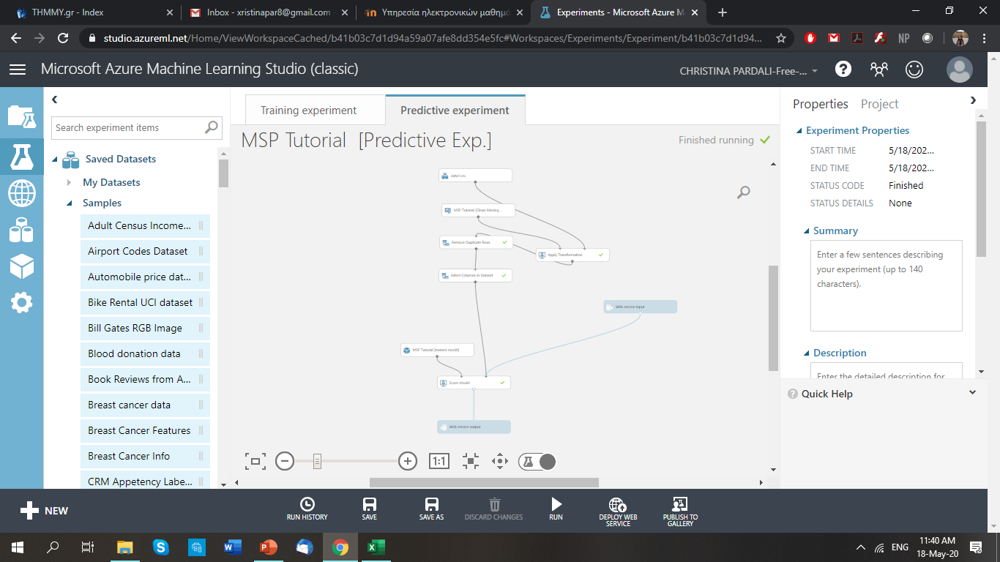 THMMY.gr - Index
Inbox - xristinapar8@gmail.com
Υπηρεσία ηλεκτρονικών μαθημ
Experiments - Microsoft Azure M
studio.azureml.net/Home/ViewWorkspaceCached/b41b03c7d1d94a59a07afe8dd354e5fc#Workspaces/Experiments/Experiment/b41b03c7d1d94...
NP
Microsoft Azure Machine Learning Studio (classic)
CHRISTINA PARDALI-Free-...
Search experiment items
Saved Datasets
My Datasets
Samples
Adult Census Income...
Airport Codes Dataset
Automobile price dat...
Bike Rental UCI dataset
Bill Gates RGB Image
Blood donation data
Book Reviews from A...
Breast cancer data
Breast Cancer Features
Breast Cancer Info
CRM Appetency Labe...
Training experiment
Predictive experiment
MSP Tutorial [Predictive Exp.]
Finished running
data1.csv
MSP Tutorial [Clean Missing...
Remove Duplicate Rows
Apply Transformation
Select Columns in Dataset
Web service input
MSP Tutorial [trained model]
Score Model
Web service output
1:1
Properties
Project
Experiment Properties
START TIME 5/18/202...
END TIME 5/18/202...
STATUS CODE Finished
STATUS DETAILS None
Summary
Enter a few sentences describing
your experiment (up to 140
characters).
Description
Enter the detailed description for
Quick Help
NEW
RUN HISTORY
SAVE
SAVE AS
DISCARD CHANGES
RUN
DEPLOY WEB
SERVICE
PUBLISH TO
GALLERY
ENG
11:40 AM
18-May-20